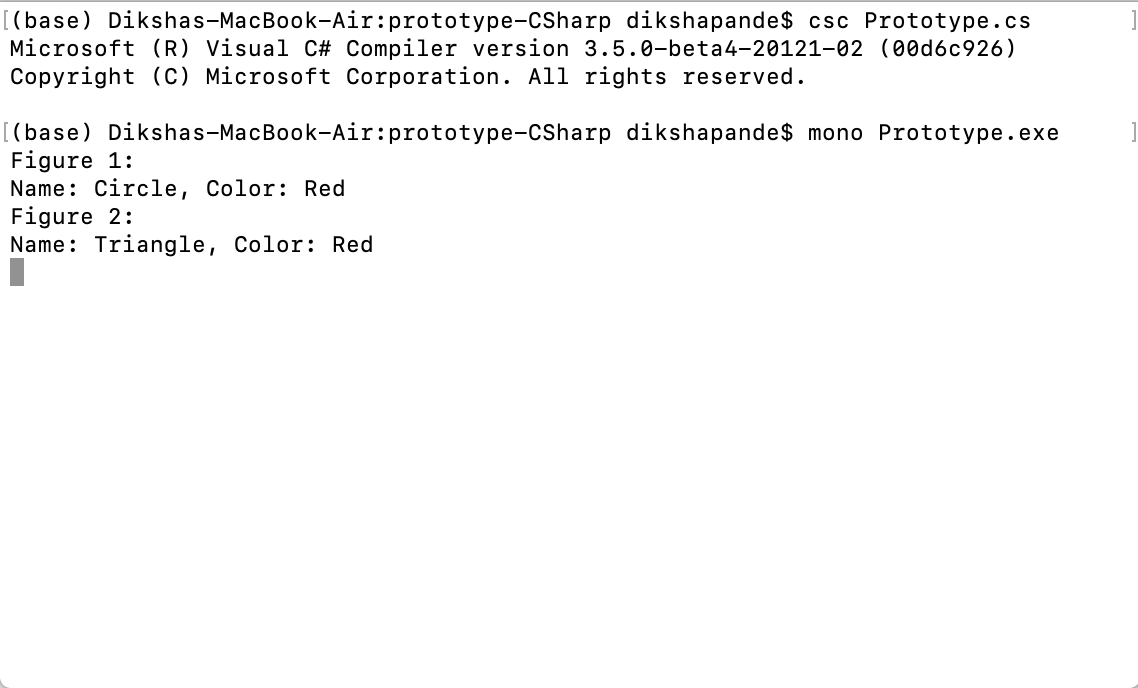 [(base) Dikshas-MacBook-Air:prototype-CSharp dikshapande$ csc Prototype.cs ]
Microsoft (R) Visual C# Compiler version 3.5.0-beta4-20121-02 (00d6c926)
Copyright (C) Microsoft Corporation. All rights reserved.
[(base) Dikshas-MacBook-Air:prototype-CSharp dikshapande$ mono Prototype.exe ]
Figure 1:
Name: Circle, Color: Red
Figure 2:
Name: Triangle, Color: Red